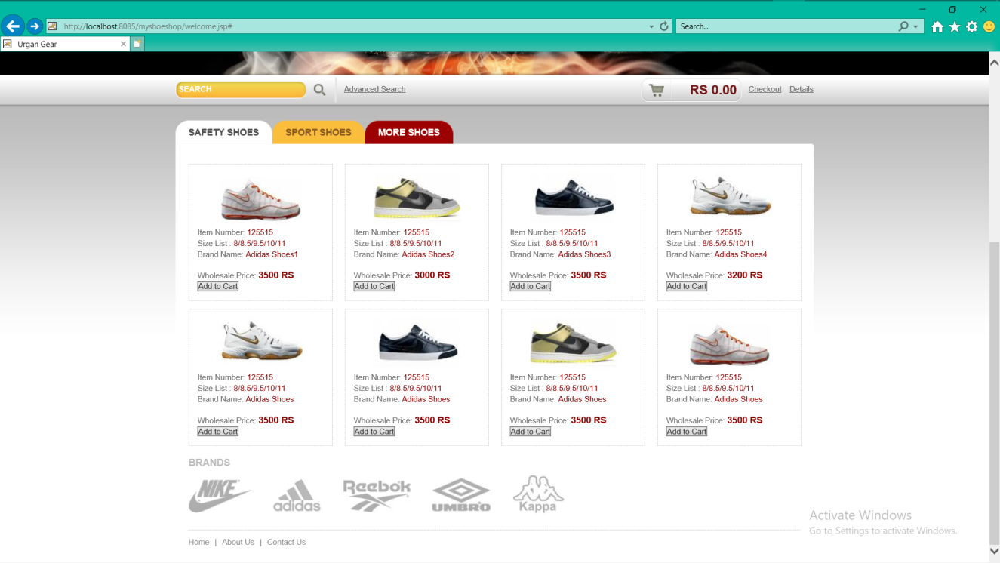 http://localhost:8085/myshoeshop/welcome.jsp#
Search...
Urgan Gear
SEARCH
Advanced Search
RS 0.00
Checkout
Details
SAFETY SHOES
SPORT SHOES
MORE SHOES
Item Number: 125515
Size List : 8/8.5/9.5/10/11
Brand Name: Adidas Shoes1
Wholesale Price: 3500 RS
Add to Cart
Item Number: 125515
Size List : 8/8.5/9.5/10/11
Brand Name: Adidas Shoes2
Wholesale Price: 3000 RS
Add to Cart
Item Number: 125515
Size List : 8/8.5/9.5/10/11
Brand Name: Adidas Shoes3
Wholesale Price: 3500 RS
Add to Cart
Item Number: 125515
Size List : 8/8.5/9.5/10/11
Brand Name: Adidas Shoes4
Wholesale Price: 3200 RS
Add to Cart
Item Number: 125515
Size List : 8/8.5/9.5/10/11
Brand Name: Adidas Shoes
Wholesale Price: 3500 RS
Add to Cart
Item Number: 125515
Size List : 8/8.5/9.5/10/11
Brand Name: Adidas Shoes
Wholesale Price: 3500 RS
Add to Cart
Item Number: 125515
Size List : 8/8.5/9.5/10/11
Brand Name: Adidas Shoes
Wholesale Price: 3500 RS
Add to Cart
Item Number: 125515
Size List : 8/8.5/9.5/10/11
Brand Name: Adidas Shoes
Wholesale Price: 3500 RS
Add to Cart
BRANDS
NIKE
adidas
Reebok
UMBRO
Kappa
Activate Windows
Go to Settings to activate Windows.
Home | About Us | Contact Us